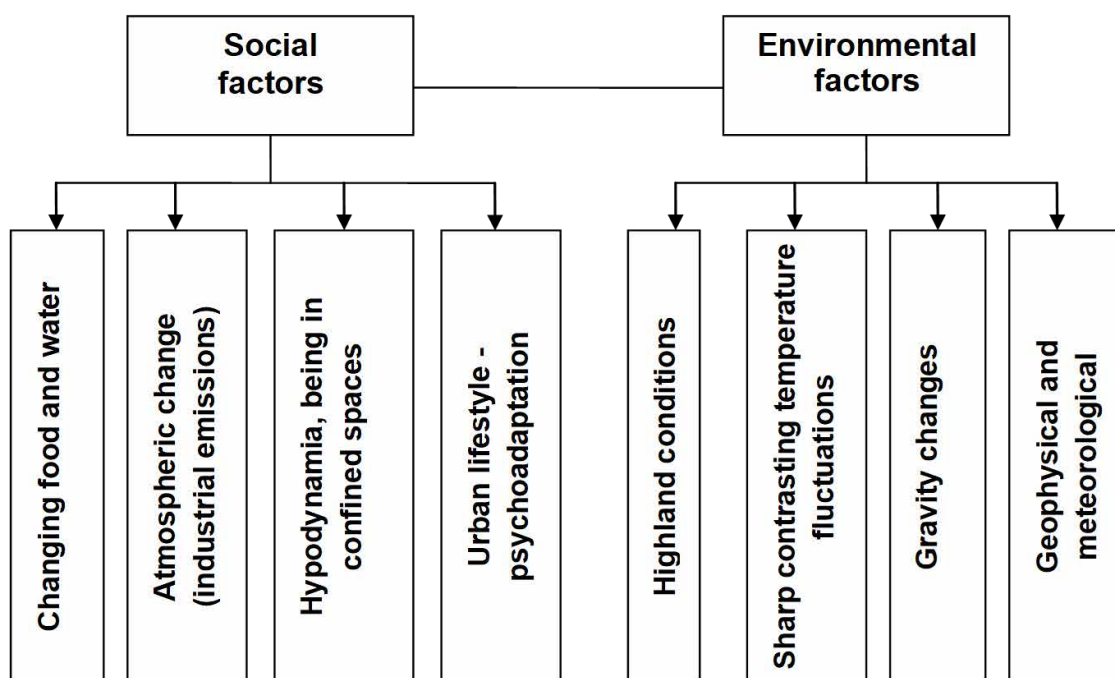 Social
factors
Environmental
factors
Changing food and water
Atmospheric change
(industrial emissions)
Hypodynamia, being in
confined spaces
Urban lifestyle -
psychoadaptation
Highland conditions
Sharp contrasting temperature
fluctuations
Gravity changes
Geophysical and
meteorological